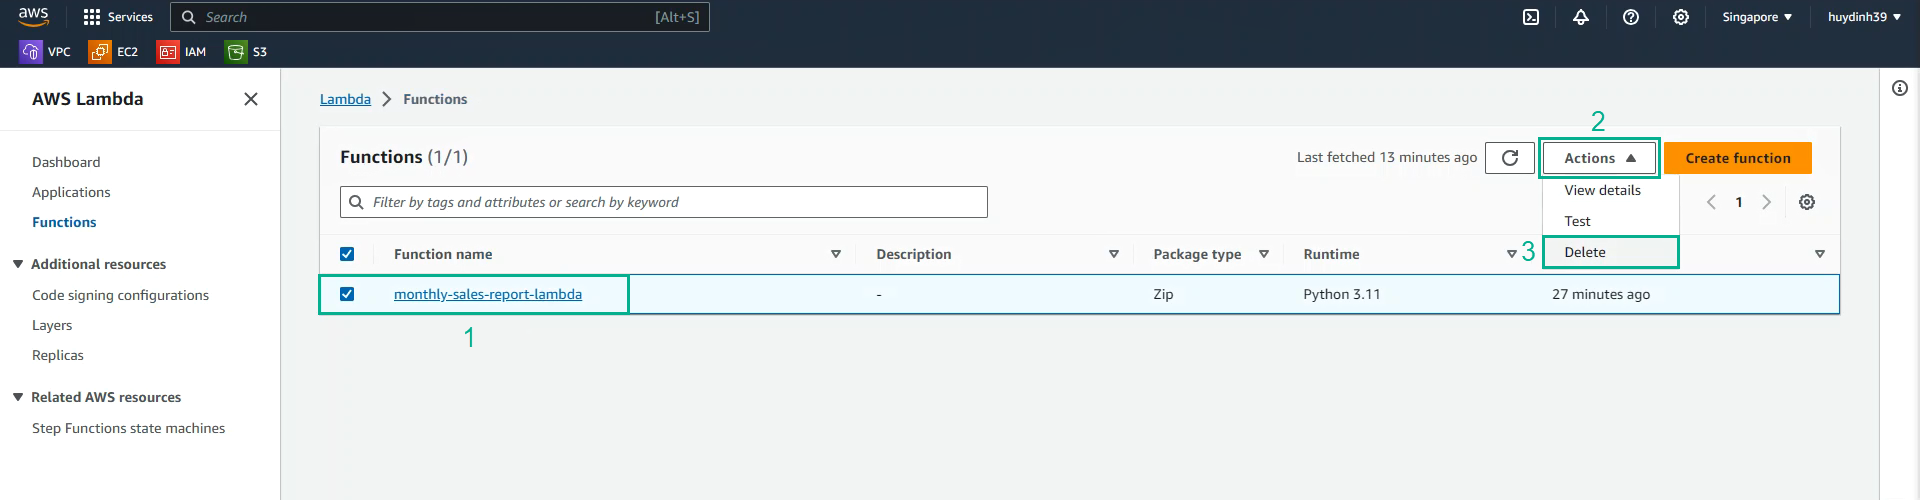 aws Services Search [Alt+S] Singapore huydinh39
VPC EC2 IAM S3
AWS Lambda
Dashboard
Applications
Functions
Additional resources
Code signing configurations
Layers
Replicas
Related AWS resources
Step Functions state machines
Lambda Functions
2
Functions (1/1) Last fetched 13 minutes ago Actions Create function
View details
Filter by tags and attributes or search by keyword 1
Test
3 Delete
Function name Description Package type Runtime
monthly-sales-report-lambda - Zip Python 3.11 27 minutes ago
1